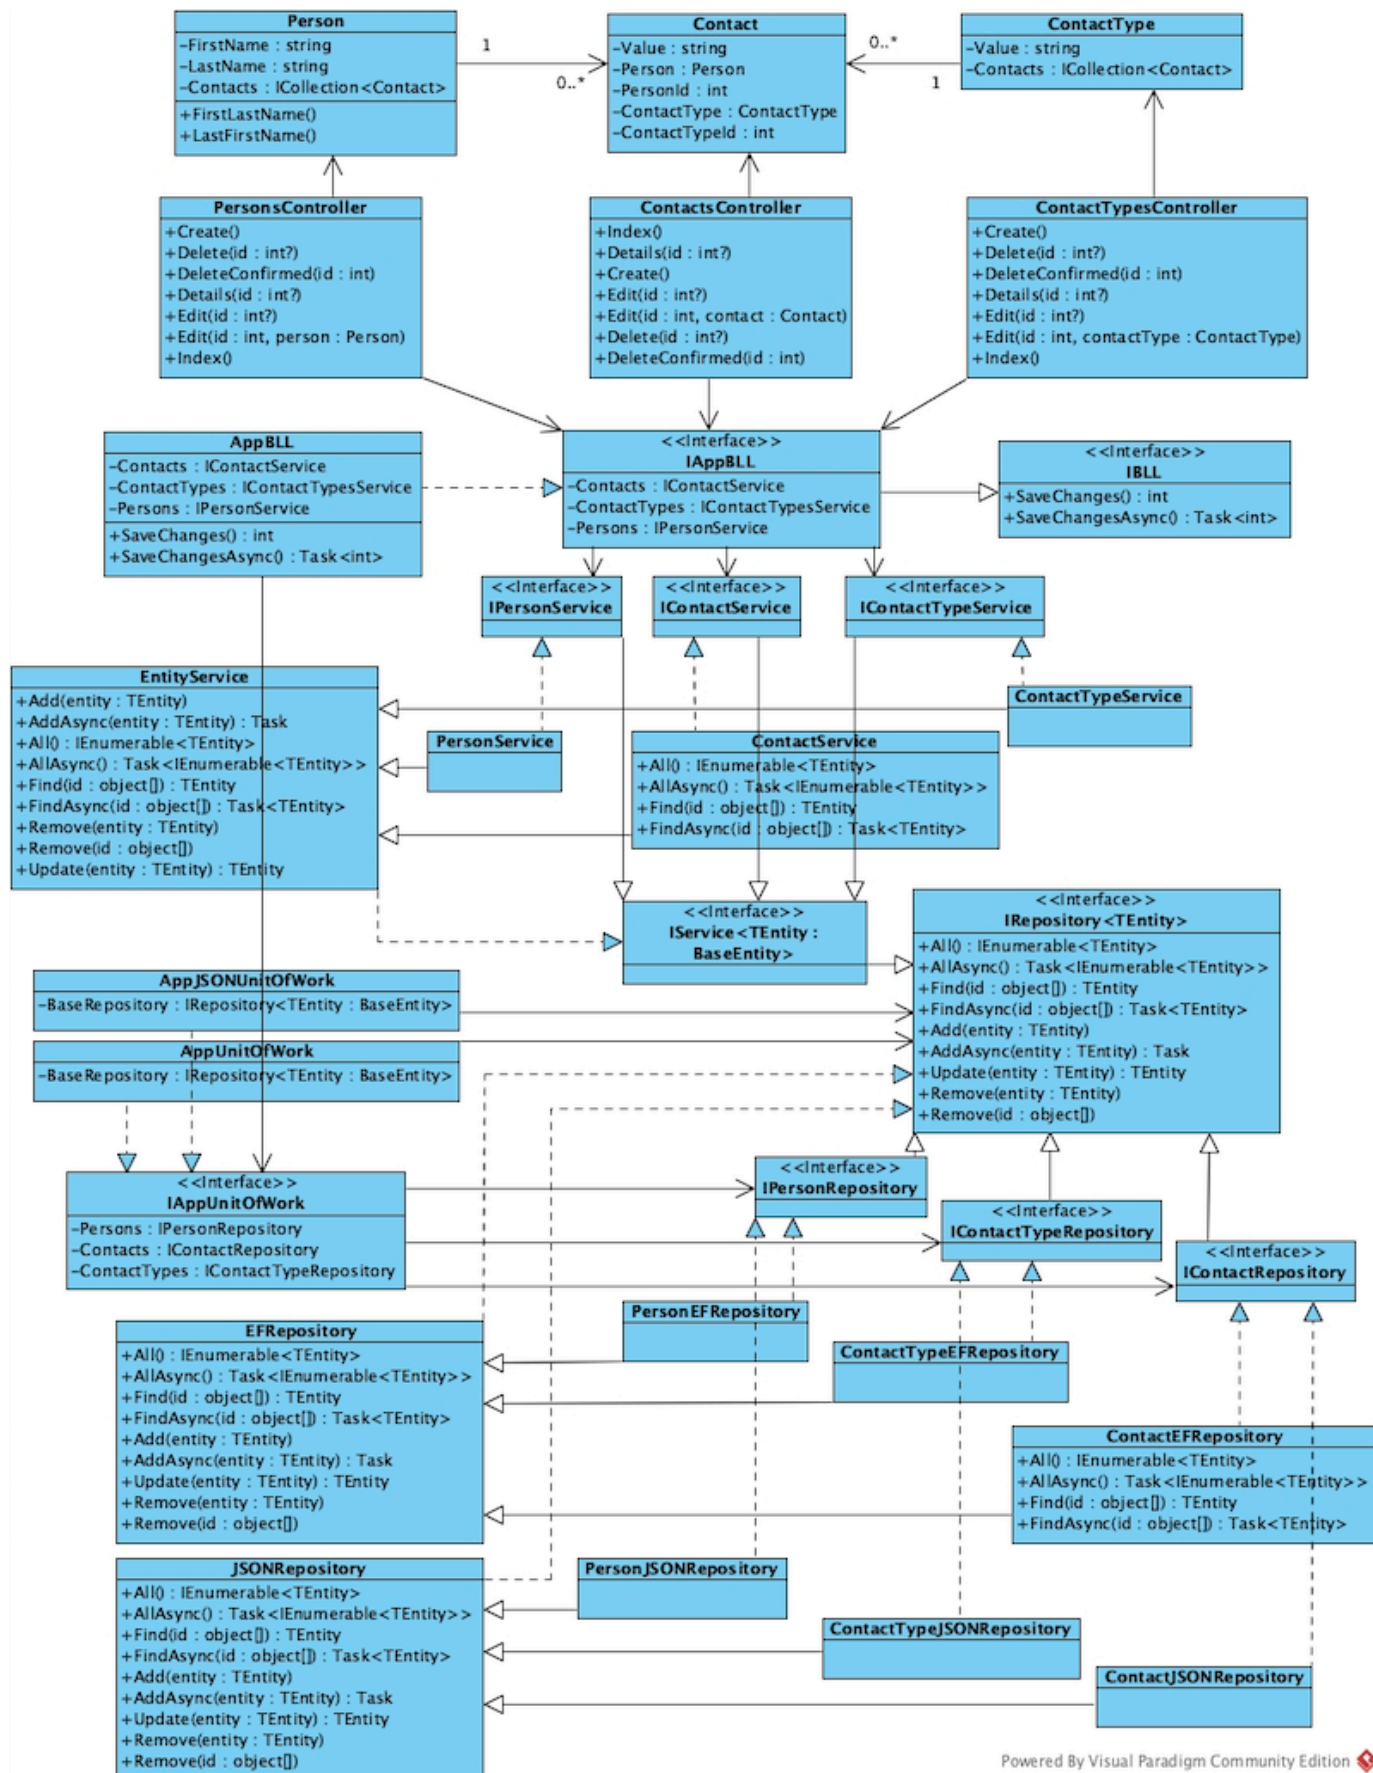 Person
-FirstName : string
-LastName : string
-Contacts : ICollection<Contact>
+FirstLastName()
+LastFirstName()
1
0..*
Contact
-Value : string
-Person : Person
-PersonId : int
-ContactType : ContactType
-ContactTypeId : int
0..*
1
ContactType
-Value : string
-Contacts : ICollection<Contact>
PersonsController
+Create()
+Delete(id : int?)
+DeleteConfirmed(id : int)
+Details(id : int?)
+Edit(id : int?)
+Edit(id : int, person : Person)
+Index()
ContactsController
+Index()
+Details(id : int?)
+Create()
+Edit(id : int?)
+Edit(id : int, contact : Contact)
+Delete(id : int?)
+DeleteConfirmed(id : int)
ContactTypesController
+Create()
+Delete(id : int?)
+DeleteConfirmed(id : int)
+Details(id : int?)
+Edit(id : int?)
+Edit(id : int, contactType : ContactType)
+Index()
AppBLL
-Contacts : IContactService
-ContactTypes : IContactTypesService
-Persons : IPersonService
+SaveChanges() : int
+SaveChangesAsync() : Task<int>
<<Interface>>
IAppBLL
-Contacts : IContactService
-ContactTypes : IContactTypesService
-Persons : IPersonService
<<Interface>>
IBLL
+SaveChanges() : int
+SaveChangesAsync() : Task<int>
<<Interface>>
IPersonService
<<Interface>>
IContactService
<<Interface>>
IContactTypeService
EntityService
+Add(entity : TEntity)
+AddAsync(entity : TEntity) : Task
+All() : IEnumerable<TEntity>
+AllAsync() : Task<IEnumerable<TEntity>>
+Find(id : object[]) : TEntity
+FindAsync(id : object[]) : Task<TEntity>
+Remove(entity : TEntity)
+Remove(id : object[])
+Update(entity : TEntity) : TEntity
ContactTypeService
PersonService
ContactService
+All() : IEnumerable<TEntity>
+AllAsync() : Task<IEnumerable<TEntity>>
+Find(id : object[]) : TEntity
+FindAsync(id : object[]) : Task<TEntity>
<<Interface>>
IService<TEntity :
BaseEntity>
<<Interface>>
IRepository<TEntity>
+All() : IEnumerable<TEntity>
+AllAsync() : Task<IEnumerable<TEntity>>
+Find(id : object[]) : TEntity
+FindAsync(id : object[]) : Task<TEntity>
+Add(entity : TEntity)
+AddAsync(entity : TEntity) : Task
+Update(entity : TEntity) : TEntity
+Remove(entity : TEntity)
+Remove(id : object[])
AppJSONUnitOfWork
-BaseRepository : IRepository<TEntity : BaseEntity>
AppUnitOfWork
-BaseRepository : IRepository<TEntity : BaseEntity>
<<Interface>>
IAppUnitOfWork
-Persons : IPersonRepository
-Contacts : IContactRepository
-ContactTypes : IContactTypeRepository
<<Interface>>
IPersonRepository
<<Interface>>
IContactTypeRepository
<<Interface>>
IContactRepository
EFRepository
+All() : IEnumerable<TEntity>
+AllAsync() : Task<IEnumerable<TEntity>>
+Find(id : object[]) : TEntity
+FindAsync(id : object[]) : Task<TEntity>
+Add(entity : TEntity)
+AddAsync(entity : TEntity) : Task
+Update(entity : TEntity) : TEntity
+Remove(entity : TEntity)
+Remove(id : object[])
PersonEFRepository
ContactTypeEFRepository
ContactEFRepository
+All() : IEnumerable<TEntity>
+AllAsync() : Task<IEnumerable<TEntity>>
+Find(id : object[]) : TEntity
+FindAsync(id : object[]) : Task<TEntity>
JSONRepository
+All() : IEnumerable<TEntity>
+AllAsync() : Task<IEnumerable<TEntity>>
+Find(id : object[]) : TEntity
+FindAsync(id : object[]) : Task<TEntity>
+Add(entity : TEntity)
+AddAsync(entity : TEntity) : Task
+Update(entity : TEntity) : TEntity
+Remove(entity : TEntity)
+Remove(id : object[])
PersonJSONRepository
ContactTypeJSONRepository
ContactJSONRepository
Powered By Visual Paradigm Community Edition